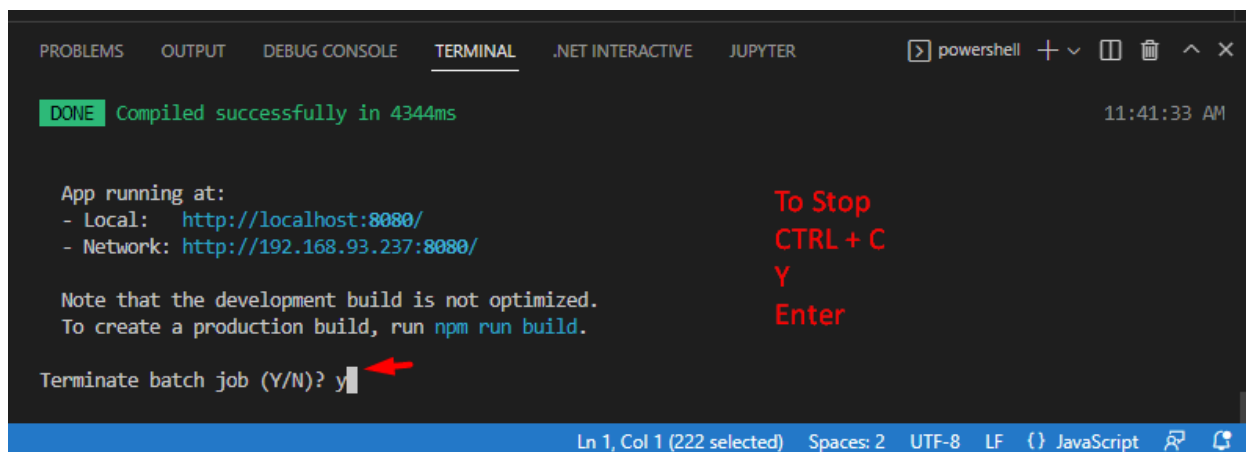 PROBLEMS OUTPUT DEBUG CONSOLE TERMINAL .NET INTERACTIVE JUPYTER powershell
DONE Compiled successfully in 4344ms 11:41:33 AM
App running at:
- Local: http://localhost:8080/
- Network: http://192.168.93.237:8080/
Note that the development build is not optimized.
To create a production build, run npm run build.
Terminate batch job (Y/N)? y
To Stop
CTRL + C
Y
Enter
Ln 1, Col 1 (222 selected) Spaces: 2 UTF-8 LF {} JavaScript